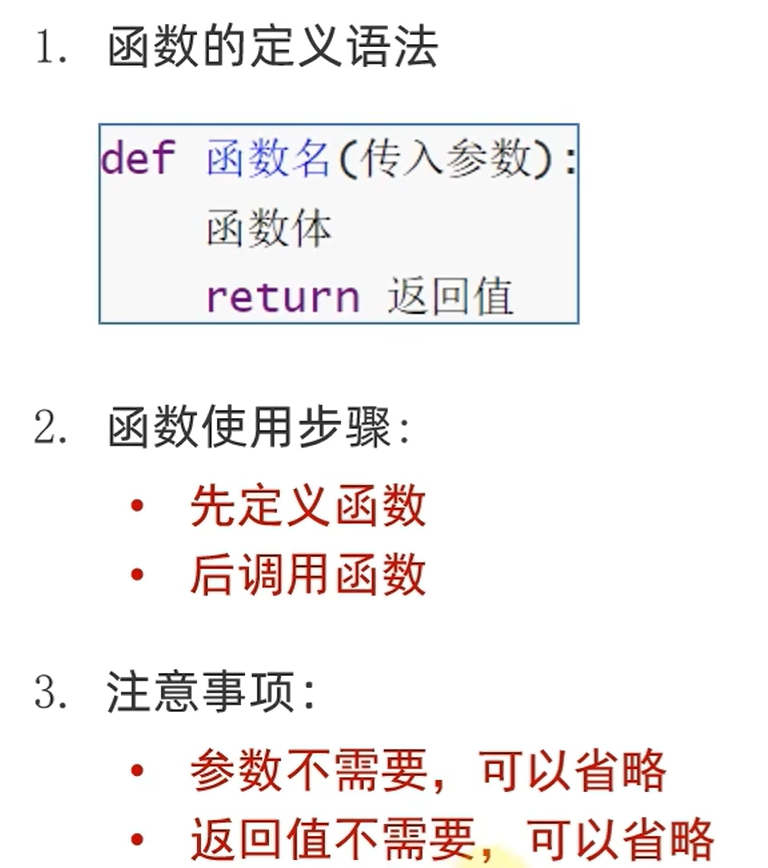 1. 函数的定义语法
def 函数名(传入参数):
函数体
return 返回值
2. 函数使用步骤：
• 先定义函数
• 后调用函数
3. 注意事项：
• 参数不需要，可以省略
• 返回值不需要，可以省略